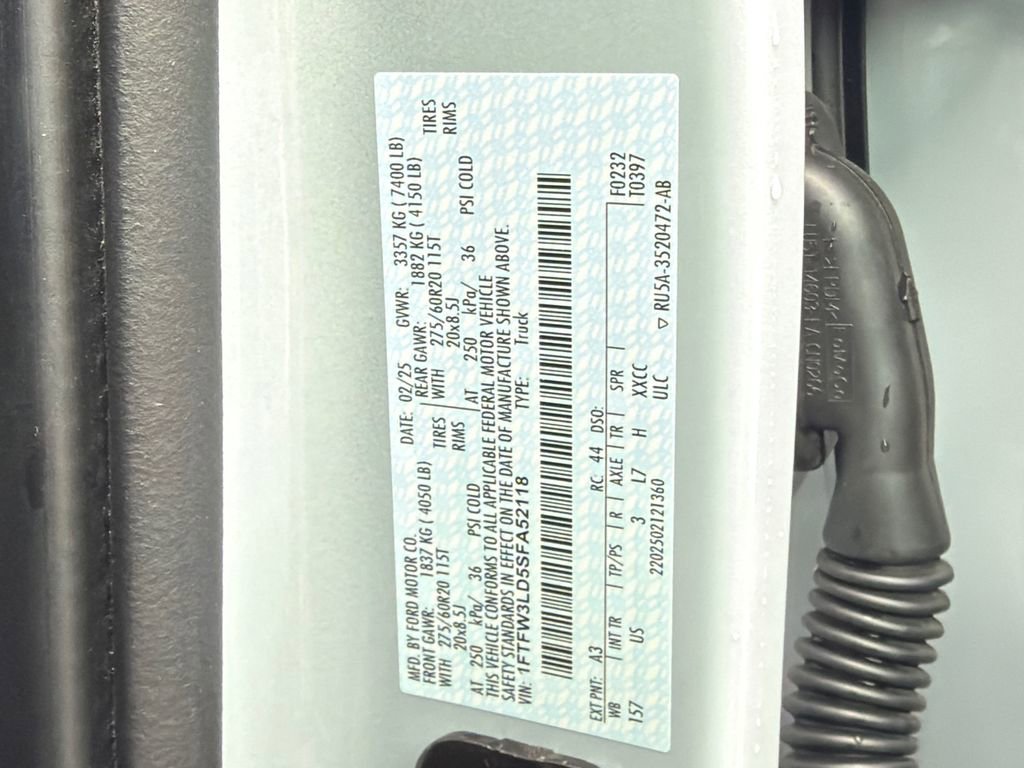 MFD. BY FORD MOTOR CO. DATE: 02/25 GVWR: 3357 KG ( 7400 LB)
FRONT GAWR: 1837 KG ( 4050 LB) REAR GAWR: 1882 KG ( 4150 LB)
WITH 275/60R20 115T TIRES WITH 275/60R20 115T TIRES
20x8.5J RIMS 20x8.5J RIMS
AT 250 kPa/ 36 PSI COLD AT 250 kPa/ 36 PSI COLD
THIS VEHICLE CONFORMS TO ALL APPLICABLE FEDERAL MOTOR VEHICLE
SAFETY STANDARDS IN EFFECT ON THE DATE OF MANUFACTURE SHOWN ABOVE.
VIN: 1FTFW3LD5SFA52118 TYPE: Truck
EXT PNT: A3 RC: 44 DSO:
WB | INT TR | TP/PS | R | AXLE | TR | SPR | F0232
157 US 3 L7 H XXCC T0397
2202502121360 ULC ▽ RU5A-3520472-AB